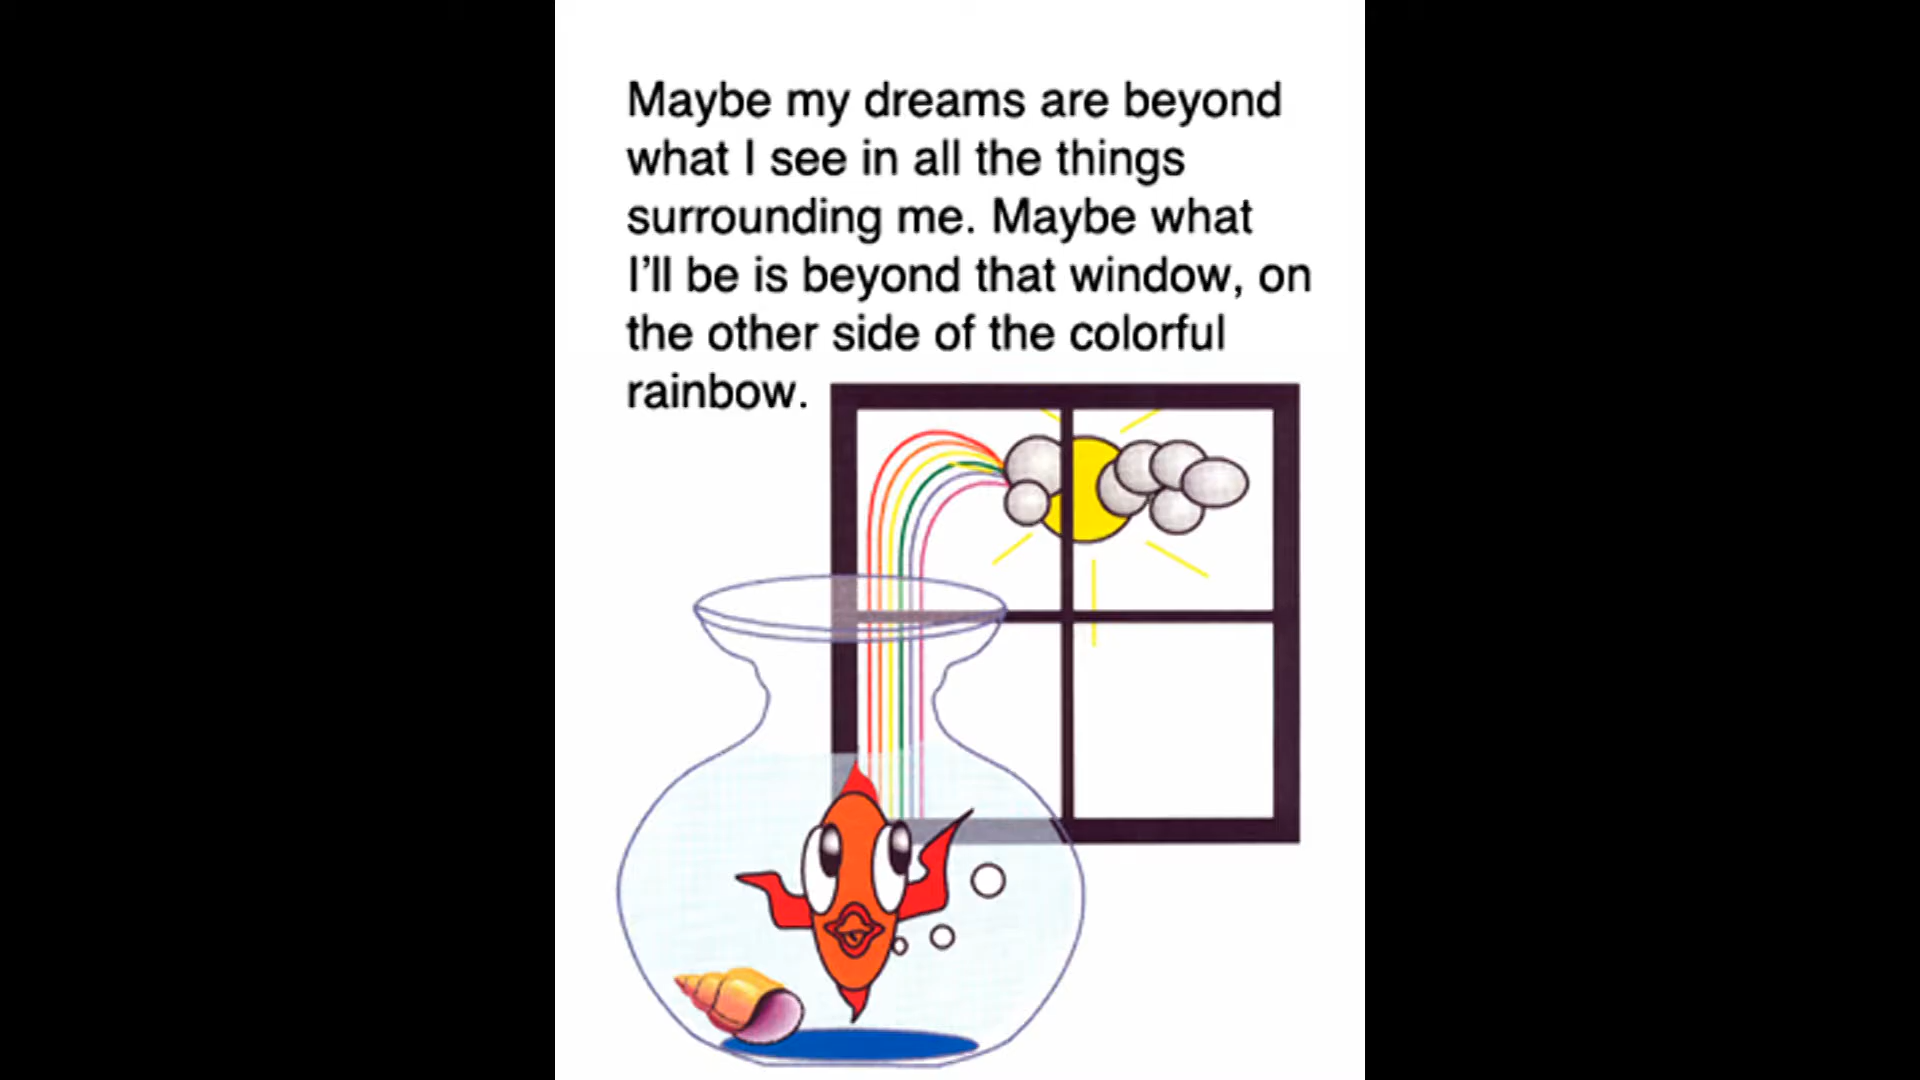 Maybe my dreams are beyond
what I see in all the things
surrounding me. Maybe what
I’ll be is beyond that window, on
the other side of the colorful
rainbow.